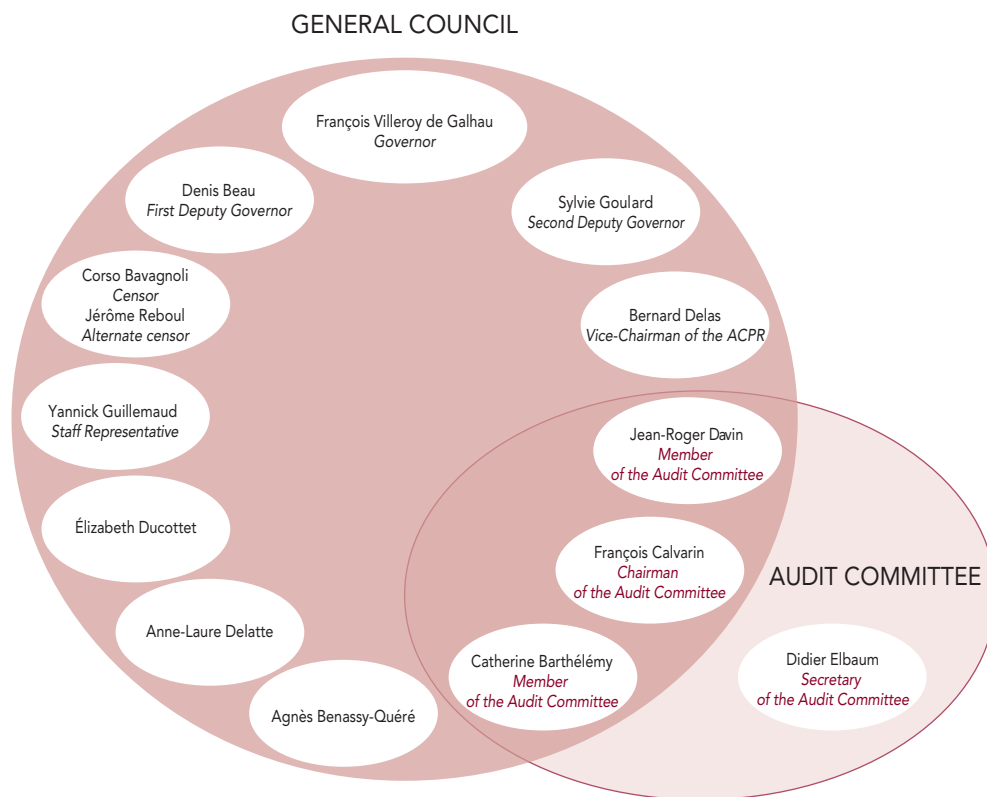 GENERAL COUNCIL
François Villeroy de Galhau
Governor
Denis Beau
First Deputy Governor
Sylvie Goulard
Second Deputy Governor
Corso Bavagnoli
Censor
Jérôme Reboul
Alternate censor
Bernard Delas
Vice-Chairman of the ACPR
Yannick Guillemaud
Staff Representative
Jean-Roger Davin
Member
of the Audit Committee
Élizabeth Ducottet
François Calvarin
Chairman
of the Audit Committee
AUDIT COMMITTEE
Anne-Laure Delatte
Catherine Barthélémy
Member
of the Audit Committee
Didier Elbaum
Secretary
of the Audit Committee
Agnès Benassy-Quéré